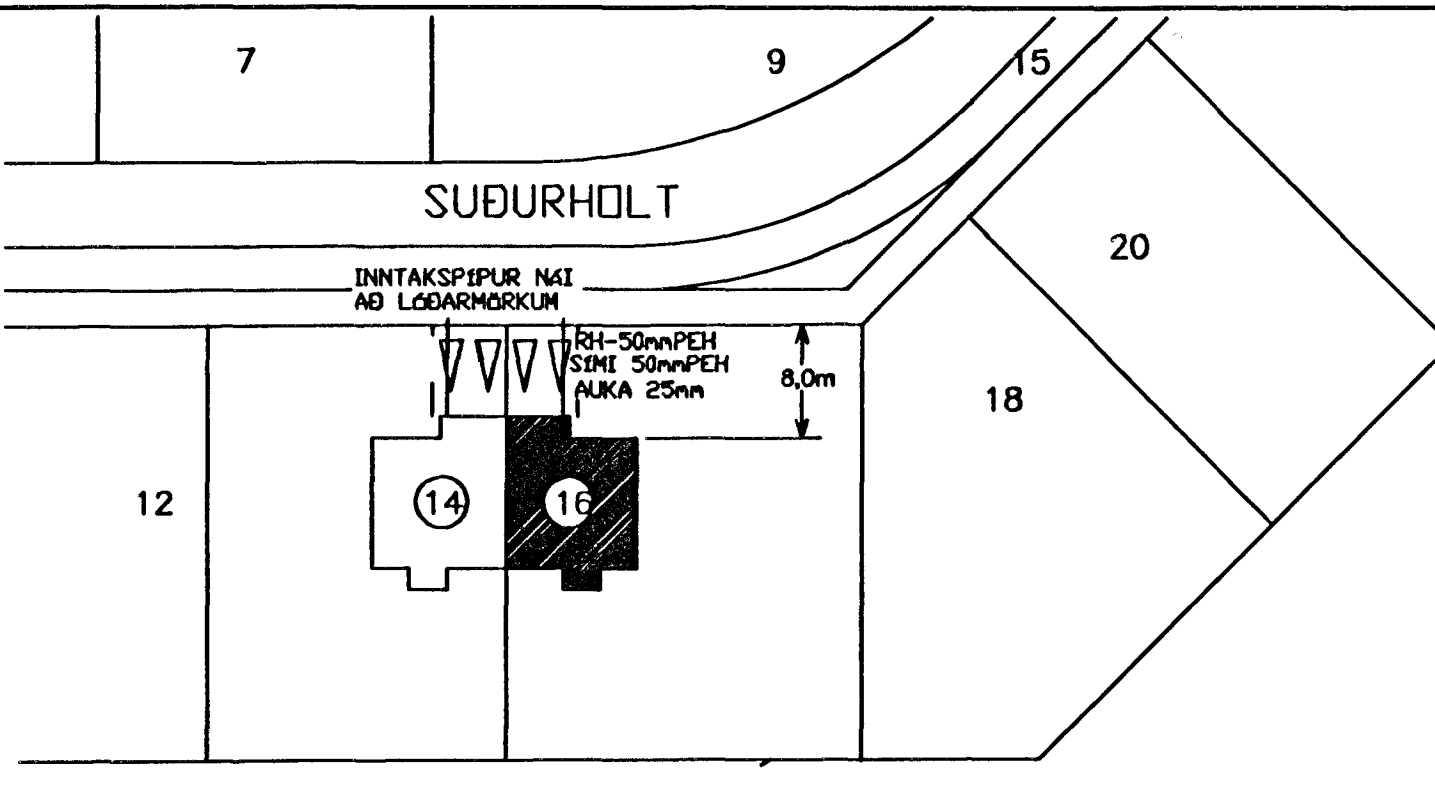 7
9
15
SUÐURHOLT
20
INNTAKSPÍPUR NÁI
AÐ LÓÐARMÖRKUM
RH-50mmPEH
SÍMI 50mmPEH
AUKA 25mm
8,0m
18
12
14
16